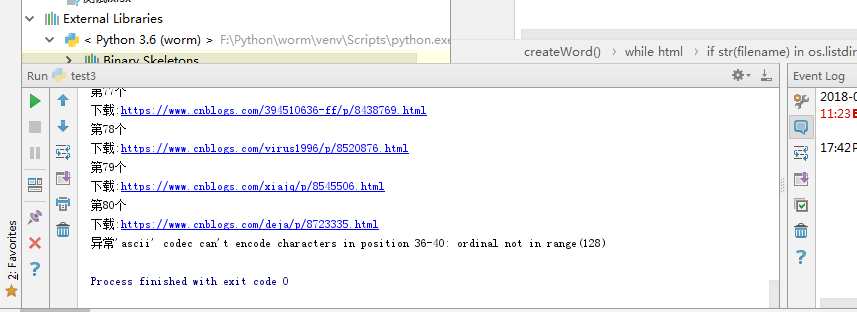 External Libraries
< Python 3.6 (worm) > F:\Python\worm\venv\Scripts\python.exe
Binary Skeletons
createWord() > while html > if str(filename) in os.listdir
Run test3
Event Log
第77个
下载:https://www.cnblogs.com/394510636-ff/p/8438769.html
第78个
下载:https://www.cnblogs.com/virus1996/p/8520876.html
第79个
下载:https://www.cnblogs.com/xiajq/p/8545506.html
第80个
下载:https://www.cnblogs.com/deja/p/8723335.html
异常'ascii' codec can't encode characters in position 36-40: ordinal not in range(128)
Process finished with exit code 0
2018-0
11:23
17:42
2: Favorites